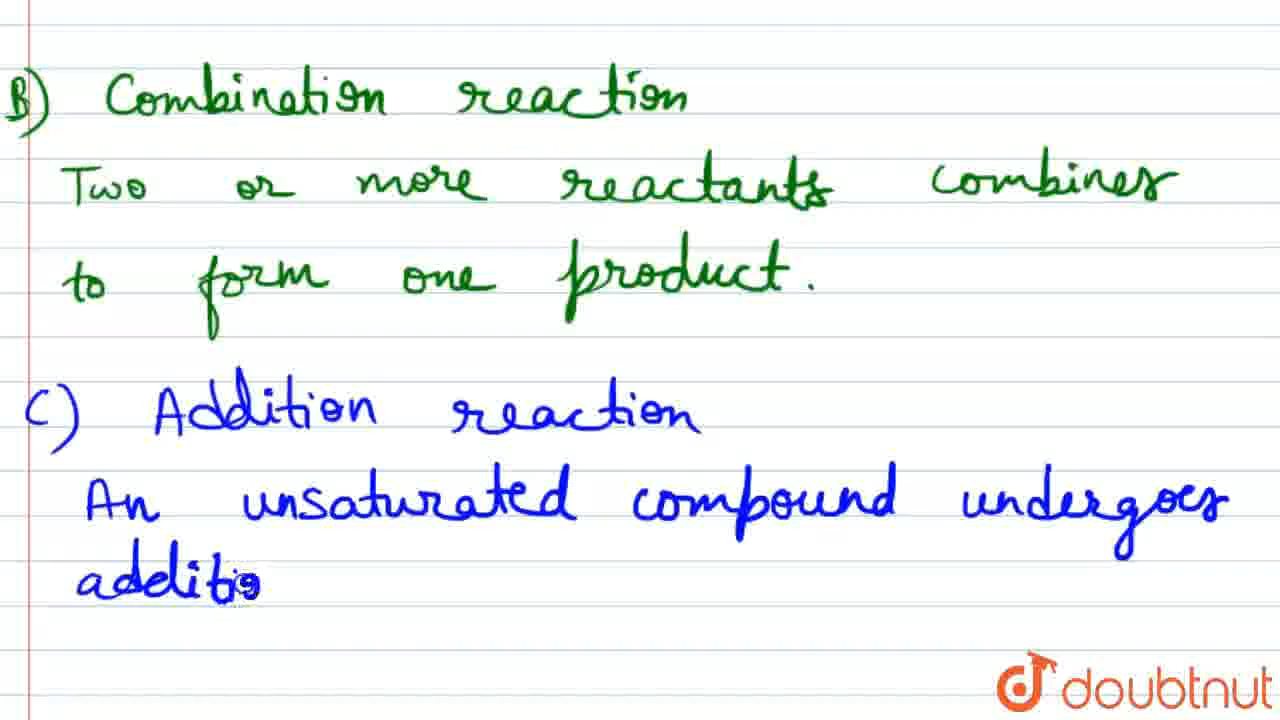 B) Combination reaction
Two or more reactants combines
to form one product.
C) Addition reaction
An unsaturated compound undergoes
additio
doubtnut